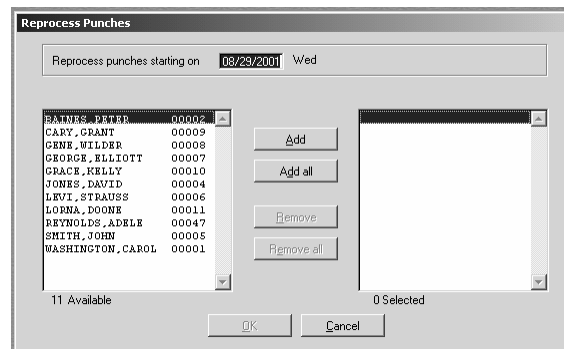 Reprocess Punches
Reprocess punches starting on 08/29/2001 Wed
BAINES,PETER 00002
CARY,GRANT 00009
GENE,WILDER 00008
GEORGE,ELLIOTT 00007
GRACE,KELLY 00010
JONES,DAVID 00004
LEVI,STRAUSS 00006
LORNA,DOONE 00011
REYNOLDS,ADELE 00047
SMITH,JOHN 00005
WASHINGTON,CAROL 00001
Add
Add all
Remove
Remove all
11 Available
0 Selected
OK
Cancel